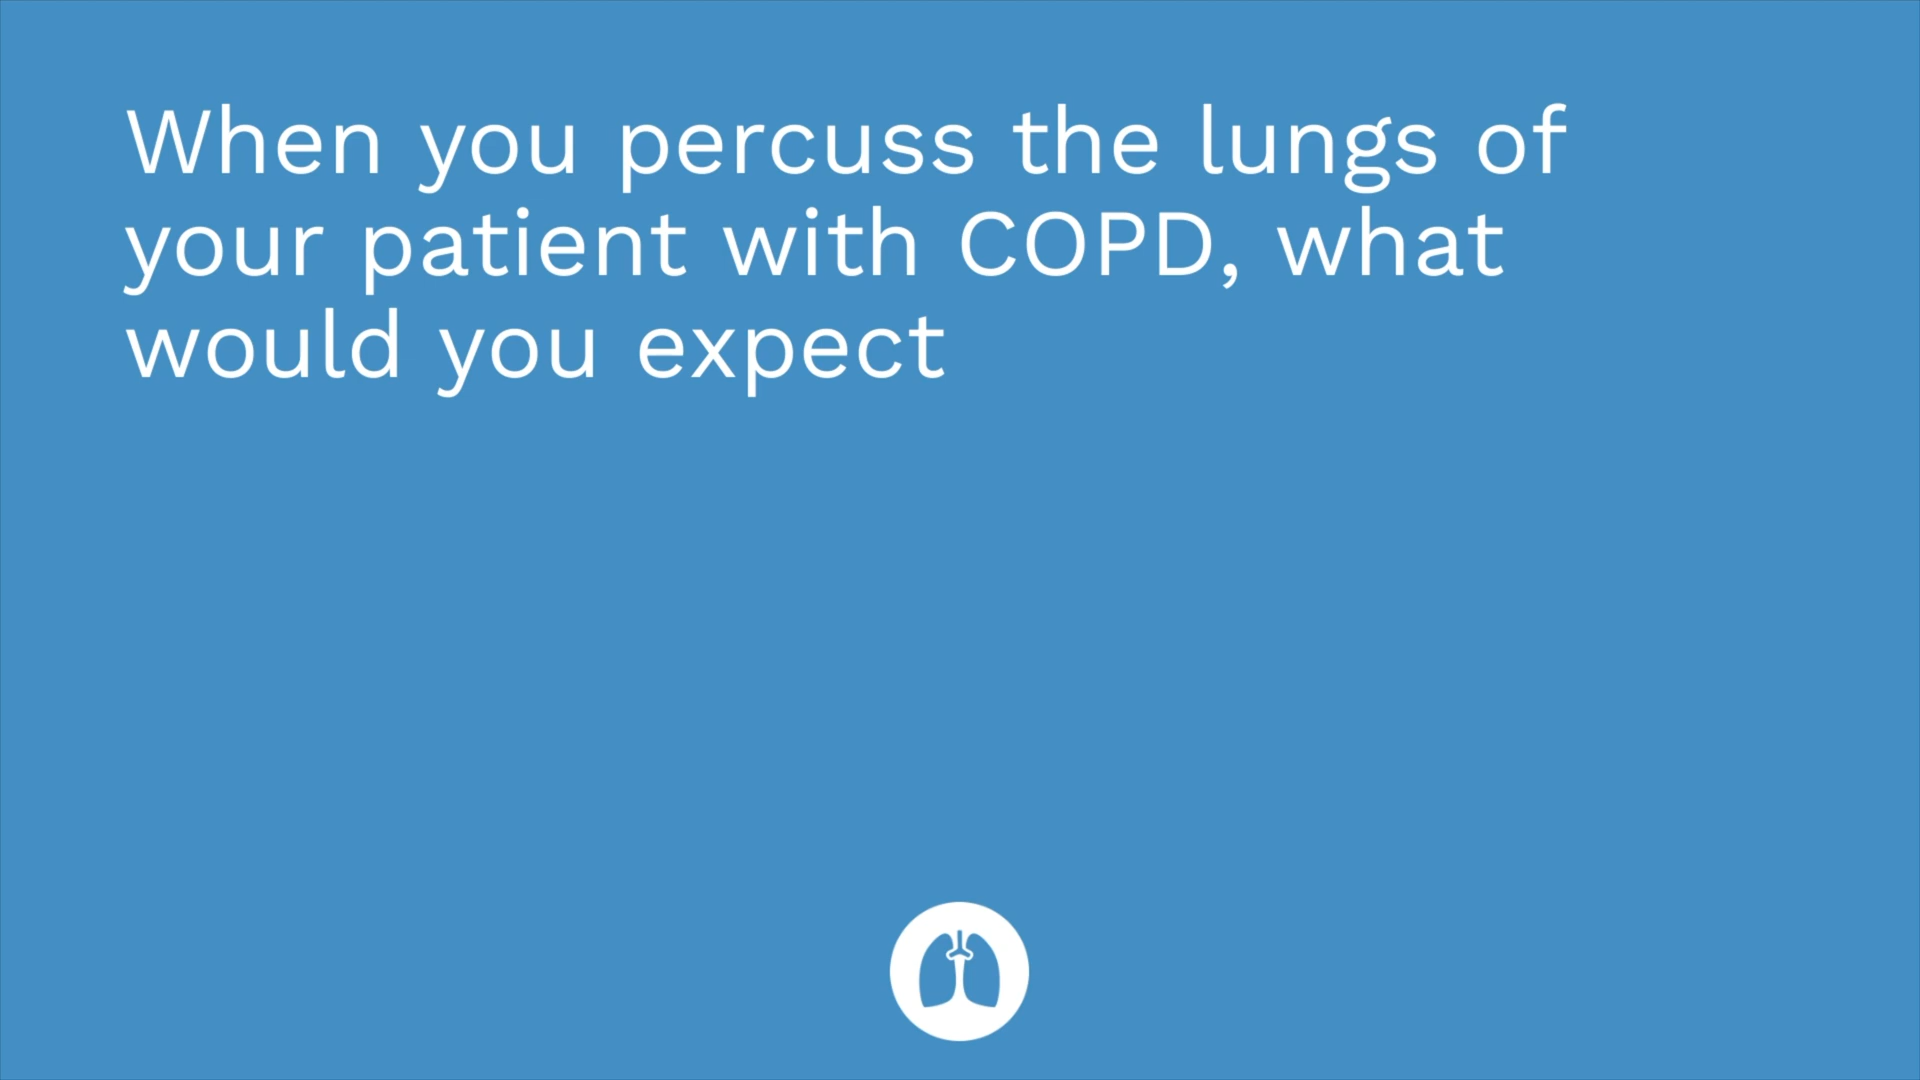 When you percuss the lungs of
your patient with COPD, what
would you expect